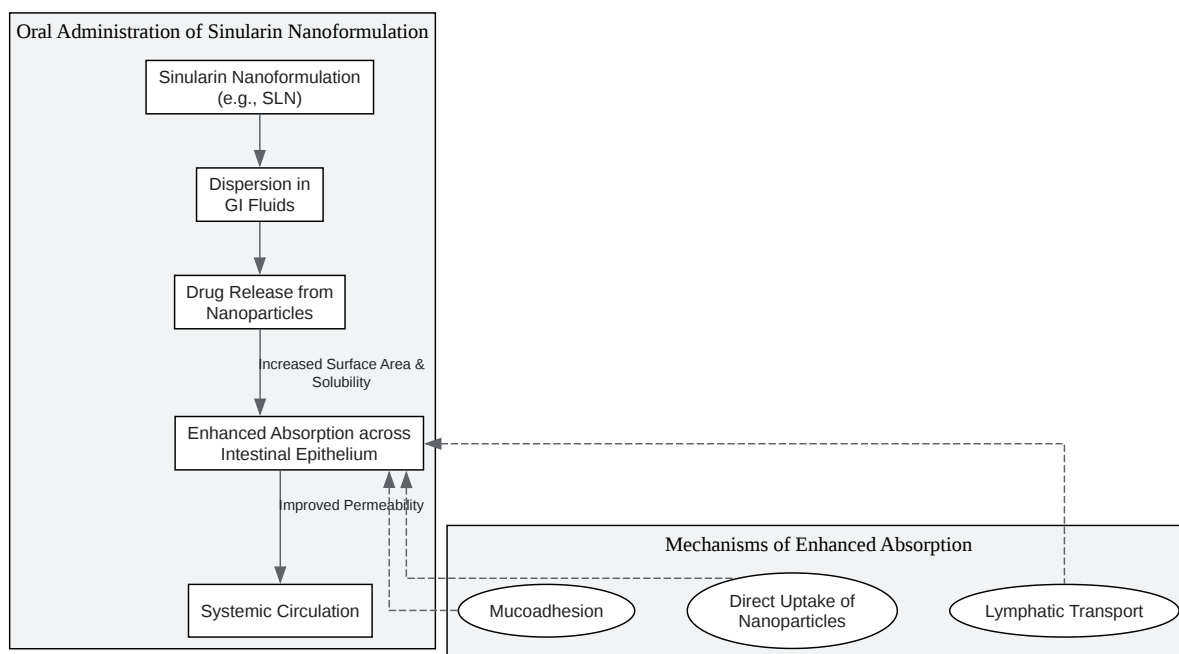 Oral Administration of Sinularin Nanoformulation
Sinularin Nanoformulation
(e.g., SLN)
Dispersion in
GI Fluids
Drug Release from
Nanoparticles
Increased Surface Area &
Solubility
Enhanced Absorption across
Intestinal Epithelium
Improved Permeability
Systemic Circulation
Mechanisms of Enhanced Absorption
Mucoadhesion
Direct Uptake of
Nanoparticles
Lymphatic Transport